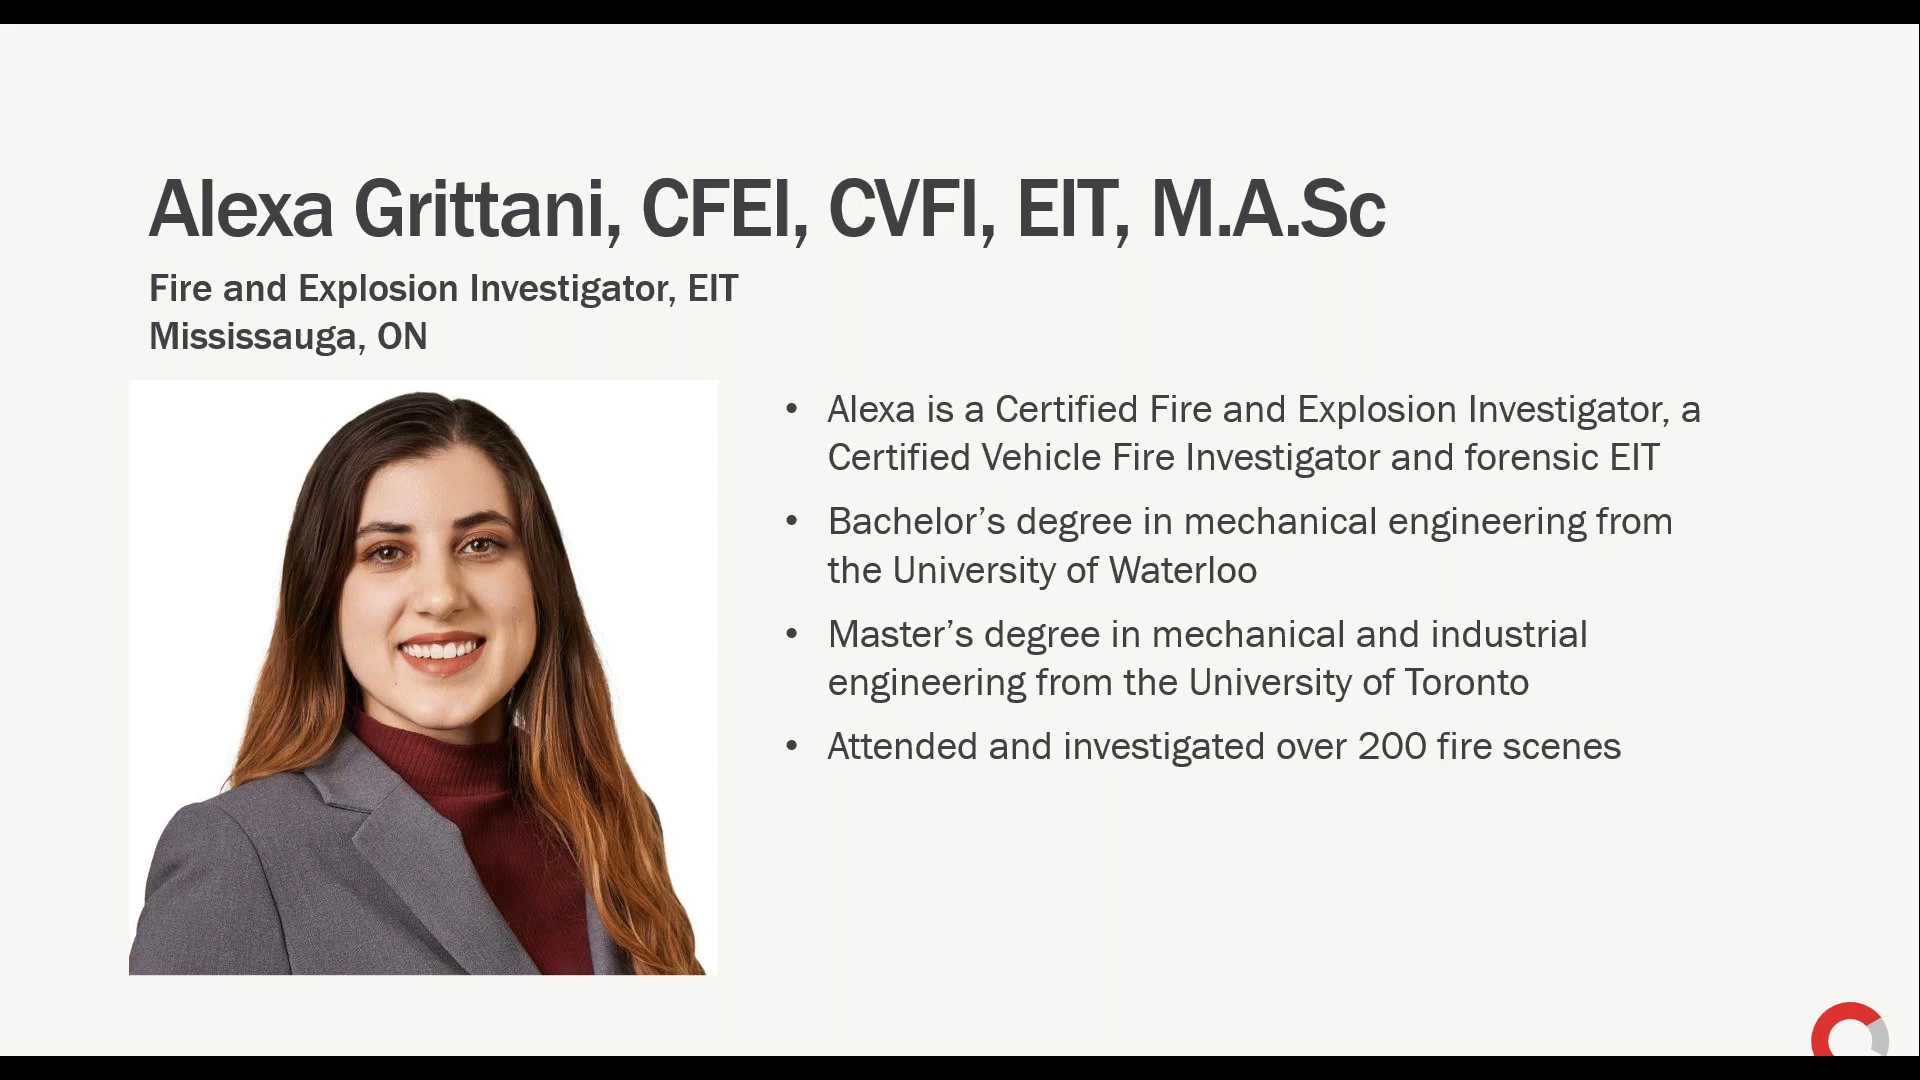 Alexa Grittani, CFEI, CVFI, EIT, M.A.Sc
Fire and Explosion Investigator, EIT
Mississauga, ON
• Alexa is a Certified Fire and Explosion Investigator, a
Certified Vehicle Fire Investigator and forensic EIT
• Bachelor’s degree in mechanical engineering from
the University of Waterloo
• Master’s degree in mechanical and industrial
engineering from the University of Toronto
• Attended and investigated over 200 fire scenes